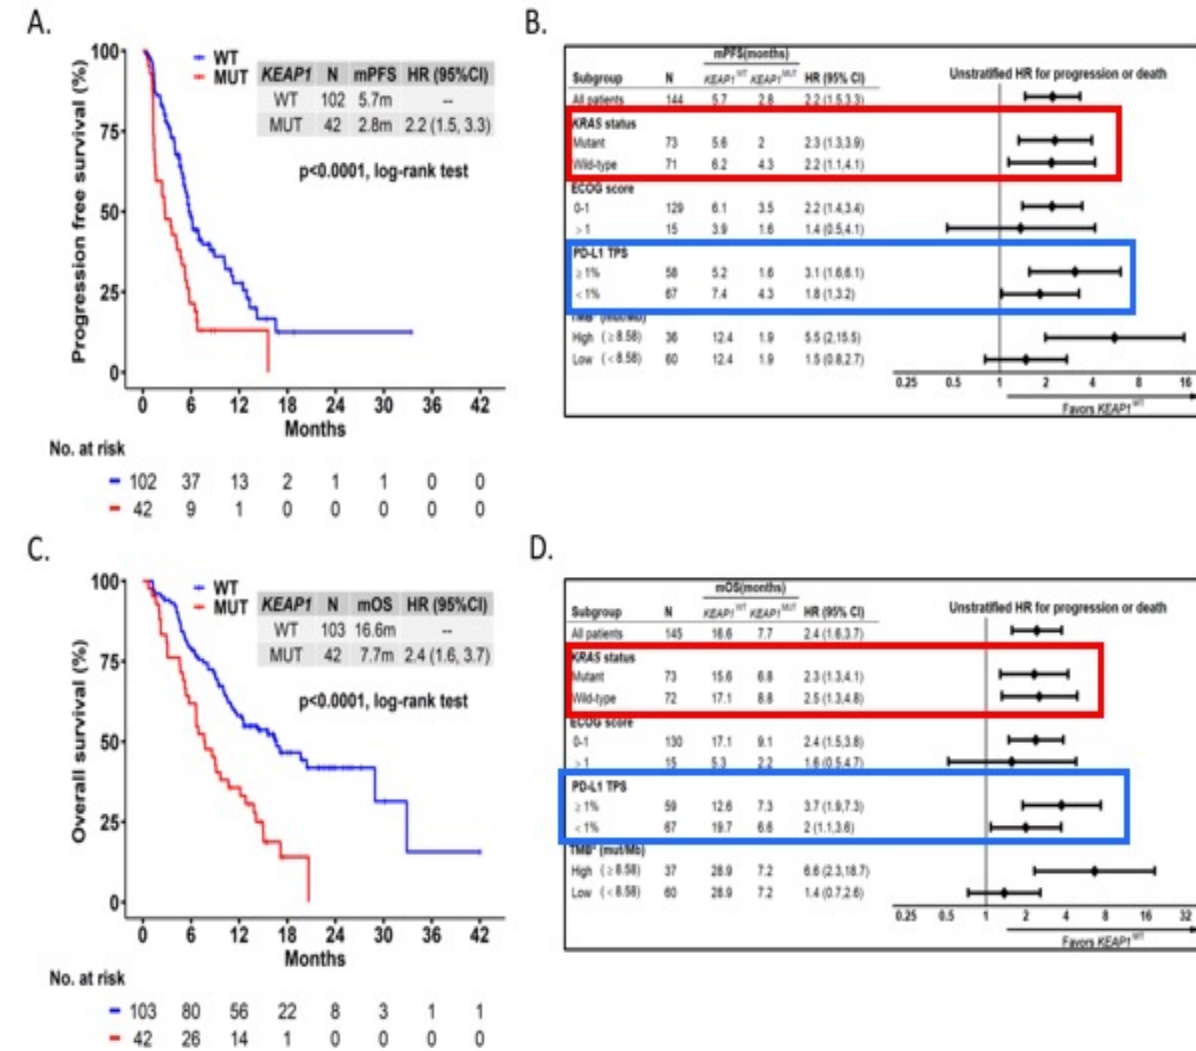 A.
100
75
50
25
0
Progression free survival (%)
WT
MUT
KEAP1 N mPFS HR (95%CI)
WT 102 5.7m --
MUT 42 2.8m 2.2 (1.5, 3.3)
p<0.0001, log-rank test
0 6 12 18 24 30 36 42
Months
No. at risk
102 37 13 2 1 1 0 0
42 9 1 0 0 0 0 0
B.
mPFS(months)
Subgroup N KEAP1WT KEAP1MUT HR (95% CI) Unstratified HR for progression or death
All patients 144 5.7 2.8 2.2 (1.5,3.3)
KRAS status
Mutant 73 5.6 2 2.3 (1.3,3.9)
Wild-type 71 6.2 4.3 2.2 (1.1,4.1)
ECOG score
0-1 129 6.1 3.5 2.2 (1.4,3.4)
>1 15 3.9 1.6 1.4 (0.5,4.1)
PD-L1 TPS
≥1% 58 5.2 1.6 3.1 (1.6,6.1)
<1% 67 7.4 4.3 1.8 (1,3.2)
TMB* (mut/Mb)
High (≥8.58) 36 12.4 1.9 5.5 (2,15.5)
Low (<8.58) 60 12.4 1.9 1.5 (0.8,2.7)
0.25 0.5 1 2 4 8 16
Favors KEAP1WT
C.
100
75
50
25
0
Overall survival (%)
WT
MUT
KEAP1 N mOS HR (95%CI)
WT 103 16.6m --
MUT 42 7.7m 2.4 (1.6, 3.7)
p<0.0001, log-rank test
0 6 12 18 24 30 36 42
Months
No. at risk
103 80 56 22 8 3 1 1
42 26 14 1 0 0 0 0
D.
mOS(months)
Subgroup N KEAP1WT KEAP1MUT HR (95% CI) Unstratified HR for progression or death
All patients 145 16.6 7.7 2.4 (1.6,3.7)
KRAS status
Mutant 73 15.6 6.8 2.3 (1.3,4.1)
Wild-type 72 17.1 8.8 2.5 (1.3,4.8)
ECOG score
0-1 130 17.1 9.1 2.4 (1.5,3.8)
>1 15 5.3 2.2 1.6 (0.5,4.7)
PD-L1 TPS
≥1% 59 12.6 7.3 3.7 (1.9,7.3)
<1% 67 19.7 6.6 2 (1.1,3.6)
TMB* (mut/Mb)
High (≥8.58) 37 28.9 7.2 6.6 (2.3,18.7)
Low (<8.58) 60 28.9 7.2 1.4 (0.7,2.6)
0.25 0.5 1 2 4 8 16 32
Favors KEAP1WT